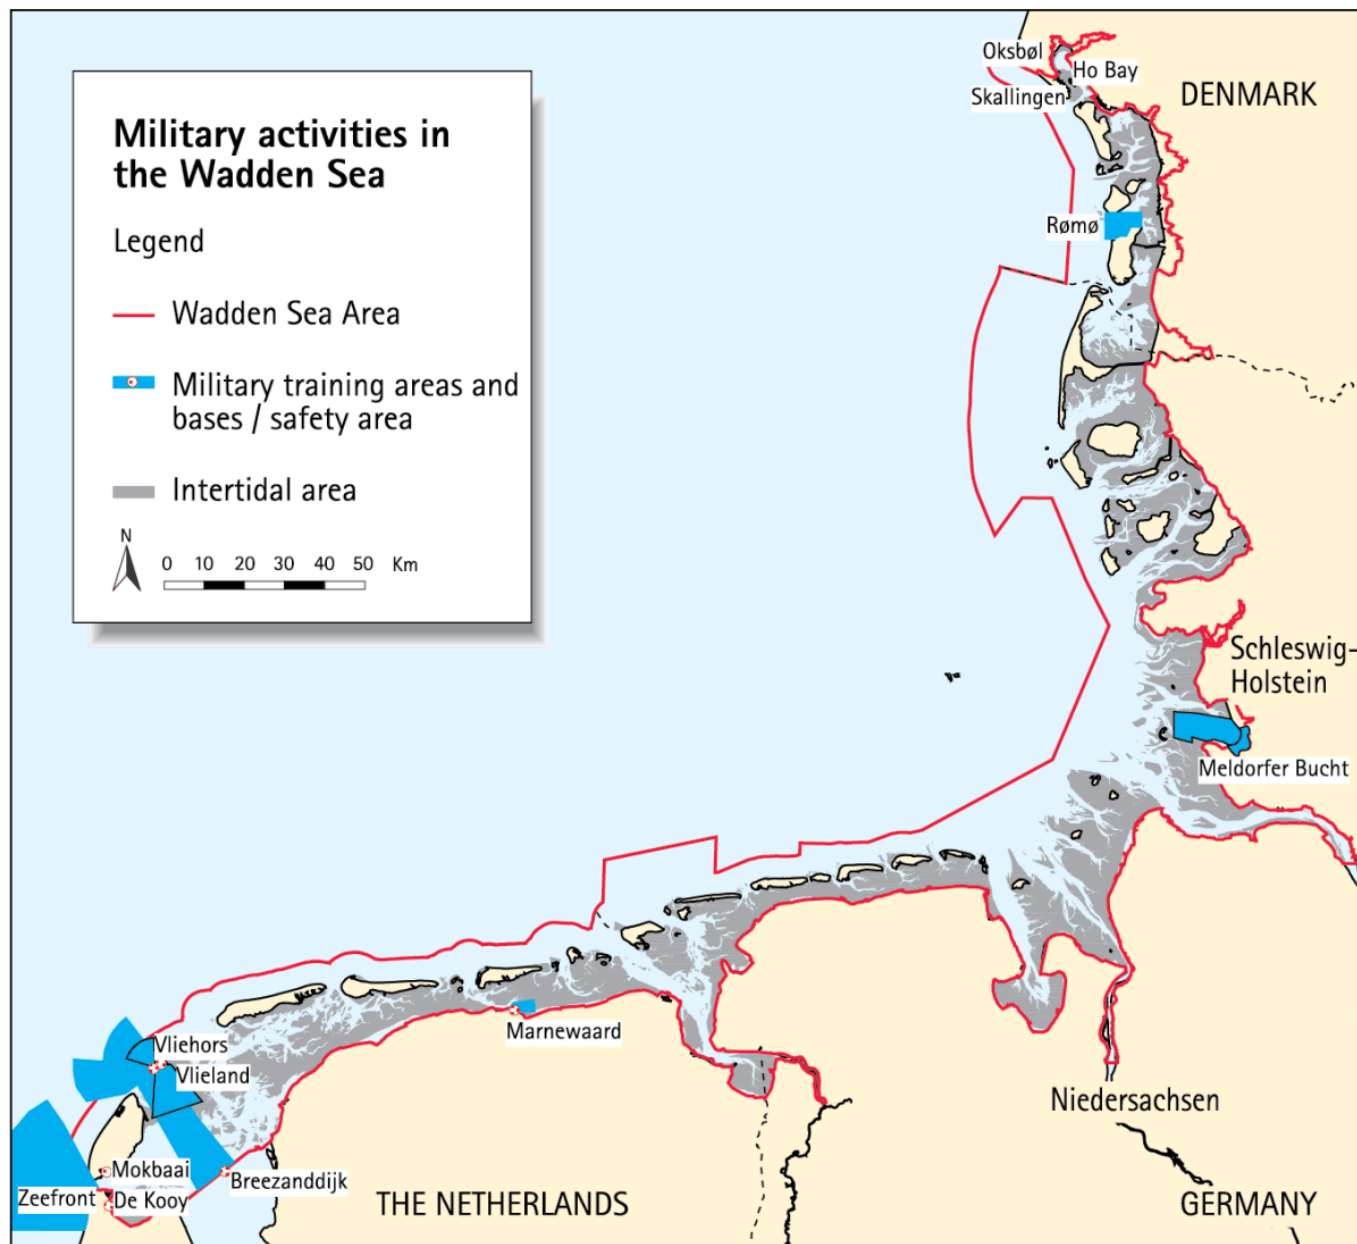 Military activities in
the Wadden Sea
Legend
Wadden Sea Area
Military training areas and
bases / safety area
Intertidal area
N
0 10 20 30 40 50 Km
Oksbøl
Ho Bay
Skallingen
DENMARK
Rømø
Schleswig-
Holstein
Meldorfer Bucht
Marnewaard
Vliehors
Vlieland
Niedersachsen
Mokbaai
Breezanddijk
Zeefront
De Kooy
THE NETHERLANDS
GERMANY